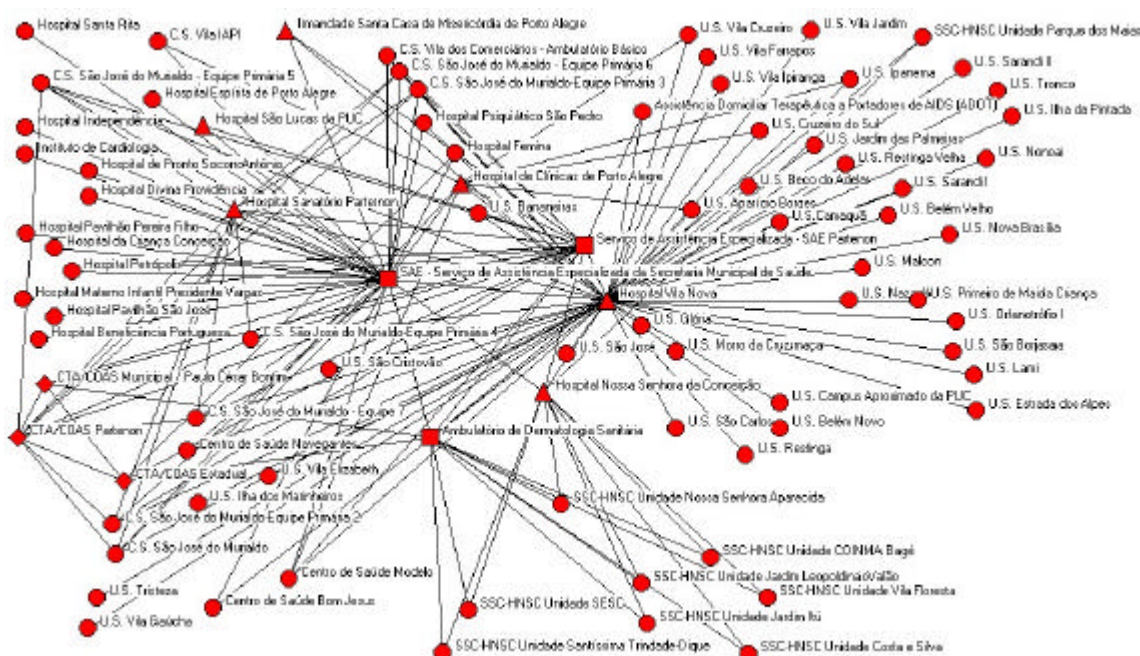 Hospital Santa Rita
C.S. Vila IAPI
Irmandade Santa Casa de Misericórdia de Porto Alegre
U.S. Vila Cruzeiro
U.S. Vila Jardim
SSC-HNSC Unidade Parque dos Maias
C.S. Vila dos Comerciários - Ambulatório Básico
U.S. Vila Farrapos
C.S. São José do Murialdo - Equipe Primária 6
U.S. Sarandi II
C.S. São José do Murialdo - Equipe Primária 5
U.S. Vila Ipiranga
U.S. Ipanema
C.S. São José do Murialdo-Equipe Primária 3
U.S. Tronco
Hospital Espírita de Porto Alegre
Assistência Domiciliar Terapêutica a Portadores de AIDS (ADOT)
U.S. Ilha da Pintada
Hospital Independência
Hospital São Lucas da PUC
Hospital Psiquiático São Pedro
U.S. Cruzeiro do Sul
U.S. Jardim das Palmeiras
Instituto de Cardiologia
Hospital Femina
U.S. Nonoai
Hospital de Pronto Socorro
U.S. Restinga Velha
Hospital de Clínicas de Porto Alegre
Hospital Divina Providência
U.S. Beco do Adelar
U.S. Sarandi I
Hospital Sanatório Partenon
U.S. Bananeiras
U.S. Aparício Borges
U.S. Camaquã
U.S. Belém Velho
Hospital Pavilhão Pereira Filho
U.S. Nova Brasília
Hospital da Criança Conceição
Serviço de Assistência Especializada - SAE Partenon
Hospital Petrópolis
SAE - Serviço de Assistência Especializada da Secretaria Municipal de Saúde
U.S. Malcon
Hospital Materno Infantil Presidente Vargas
Hospital Vila Nova
U.S. Primeiro de Maio
Hospital Pavilhão São José
U.S. Glória
Hospital Beneficência Portuguesa
C.S. São José do Murialdo-Equipe Primária 4
U.S. São José
U.S. Morro da Cruz
U.S. São Borja
U.S. São Cristovão
U.S. Lami
CTA/COAS Municipal - Paulo César Bonfim
Hospital Nossa Senhora da Conceição
U.S. Campus Aproximado da PUC
U.S. Estrada dos Alpes
C.S. São José do Murialdo - Equipe 7
U.S. São Carlos
U.S. Belém Novo
CTA/COAS Partenon
Ambulatório de Dermatologia Sanitária
Centro de Saúde Navegantes
U.S. Restinga
CTA/COAS Estadual
U.S. Vila Elizabeth
U.S. Ilha dos Marinheiros
SSC-HNSC Unidade Nossa Senhora Aparecida
C.S. São José do Murialdo-Equipe Primária 2
C.S. São José do Murialdo
SSC-HNSC Unidade COINMA Bagé
Centro de Saúde Modelo
SSC-HNSC Unidade Jardim Leopoldina
U.S. Tristeza
SSC-HNSC Unidade Vila Floresta
Centro de Saúde Bom Jesus
SSC-HNSC Unidade SESC
U.S. Vila Gaúcha
SSC-HNSC Unidade Jardim Itú
SSC-HNSC Unidade Santíssima Trindade-Dique
SSC-HNSC Unidade Costa e Silva